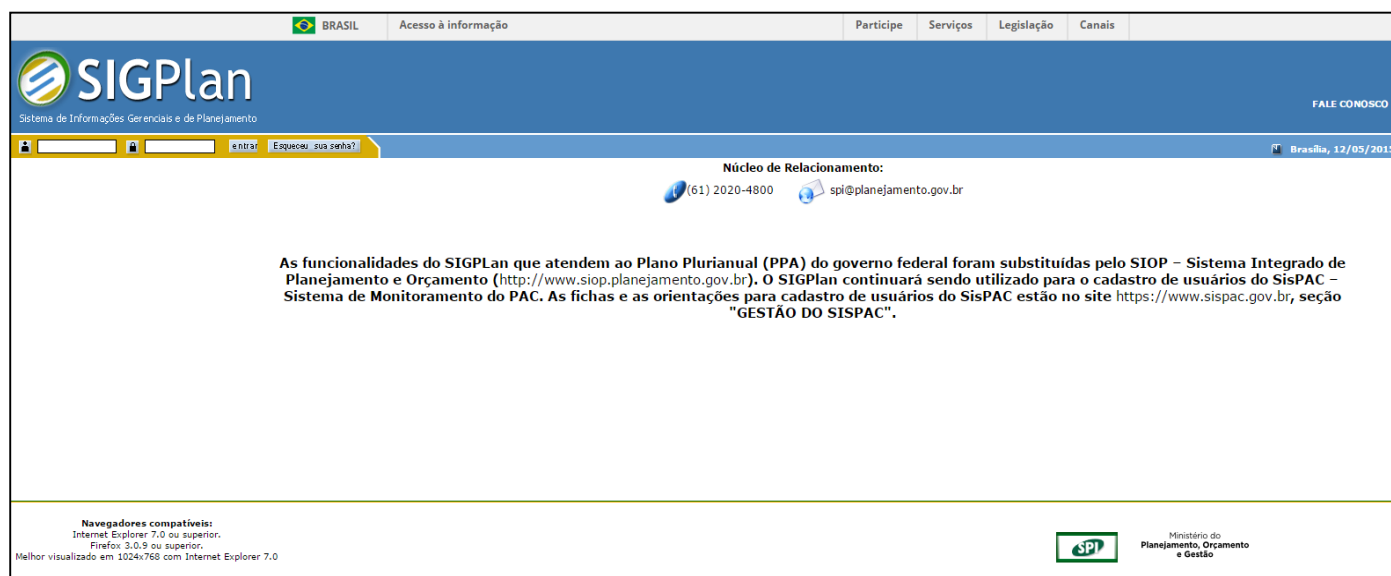 BRASIL Acesso à informação Participe Serviços Legislação Canais
SIGPlan
Sistema de Informações Gerenciais e de Planejamento
FALE CONOSCO
entrar Esqueceu sua senha?
Brasília, 12/05/201
Núcleo de Relacionamento:
(61) 2020-4800 spi@planejamento.gov.br
As funcionalidades do SIGPLan que atendem ao Plano Plurianual (PPA) do governo federal foram substituídas pelo SIOP – Sistema Integrado de
Planejamento e Orçamento (http://www.siop.planejamento.gov.br). O SIGPlan continuará sendo utilizado para o cadastro de usuários do SisPAC –
Sistema de Monitoramento do PAC. As fichas e as orientações para cadastro de usuários do SisPAC estão no site https://www.sispac.gov.br, seção
"GESTÃO DO SISPAC".
Navegadores compatíveis:
Internet Explorer 7.0 ou superior.
Firefox 3.0.9 ou superior.
Melhor visualizado em 1024x768 com Internet Explorer 7.0
SPI
Ministério do
Planejamento, Orçamento
e Gestão